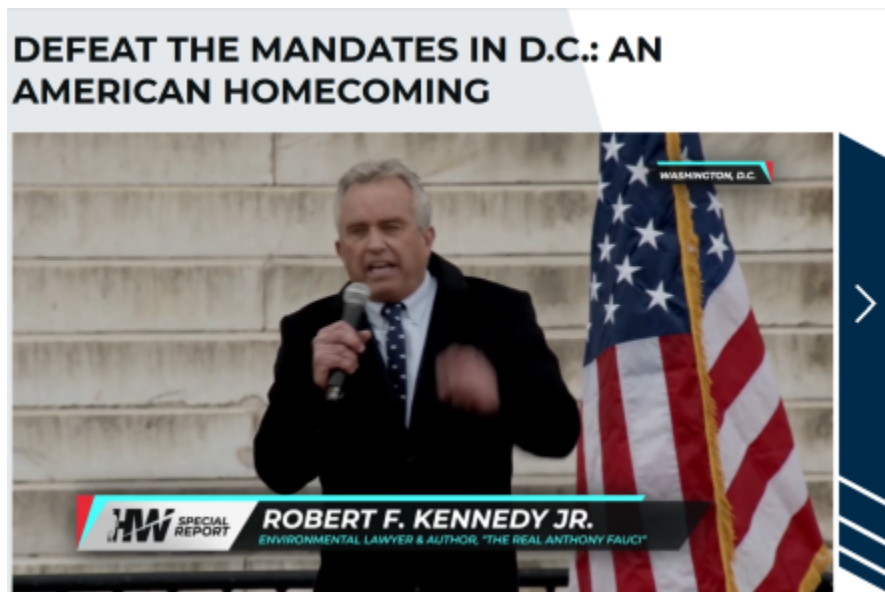 DEFEAT THE MANDATES IN D.C.: AN
AMERICAN HOMECOMING
WASHINGTON, D.C.
HW SPECIAL
REPORT
ROBERT F. KENNEDY JR.
ENVIRONMENTAL LAWYER & AUTHOR, "THE REAL ANTHONY FAUCI"